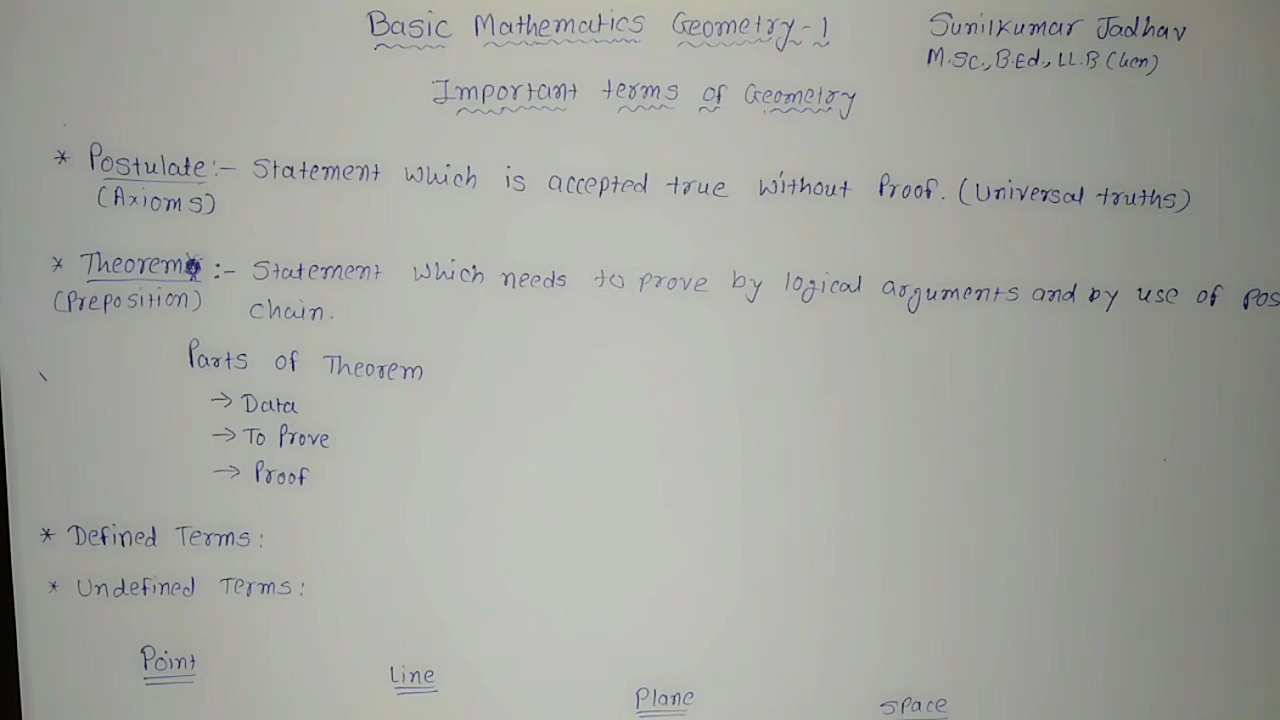 Basic Mathematics Geometry-1
Sunilkumar Jadhav
M.Sc., B.Ed., LL.B (Gen)
Important terms of Geometry
* Postulate:- Statement which is accepted true without Proof. (Universal truths)
(Axioms)
* Theorem :- Statement which needs to prove by logical arguments and by use of pos
(Preposition) chain.
Parts of Theorem
→ Data
→ To Prove
→ Proof
* Defined Terms:
* Undefined Terms:
Point
Line
Plane
Space